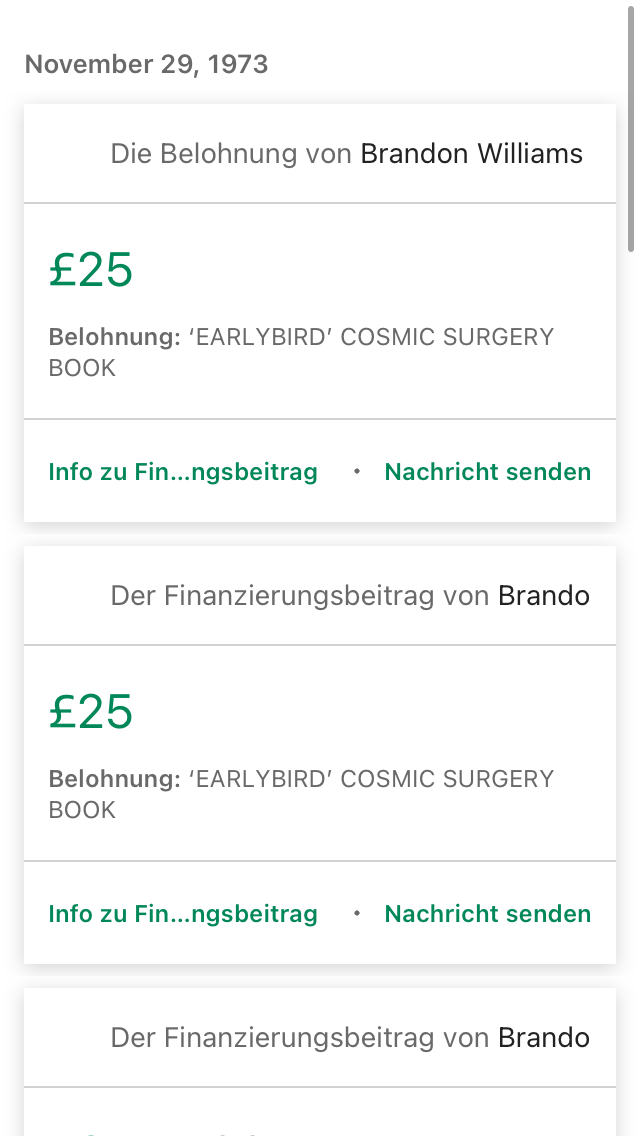 November 29, 1973
Die Belohnung von Brandon Williams
£25
Belohnung: ‘EARLYBIRD’ COSMIC SURGERY
BOOK
Info zu Fin...ngsbeitrag • Nachricht senden
Der Finanzierungsbeitrag von Brando
£25
Belohnung: ‘EARLYBIRD’ COSMIC SURGERY
BOOK
Info zu Fin...ngsbeitrag • Nachricht senden
Der Finanzierungsbeitrag von Brando